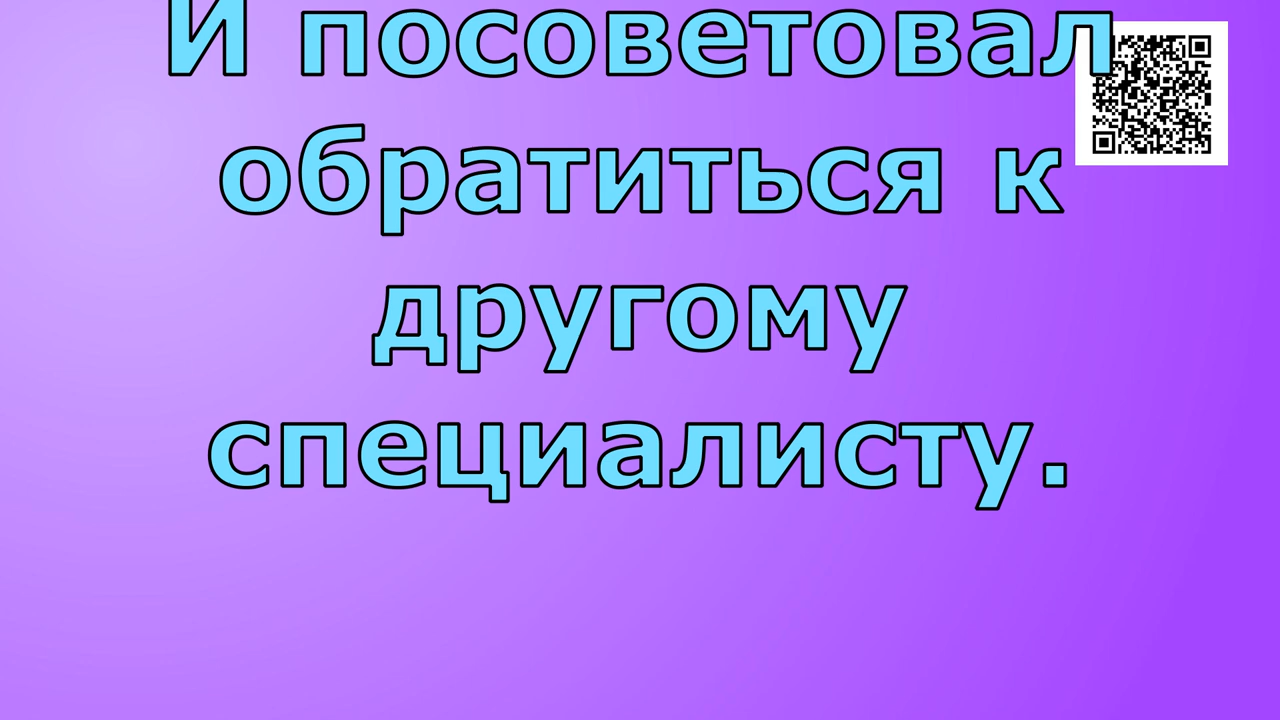 И посоветовал
обратиться к
другому
специалисту.